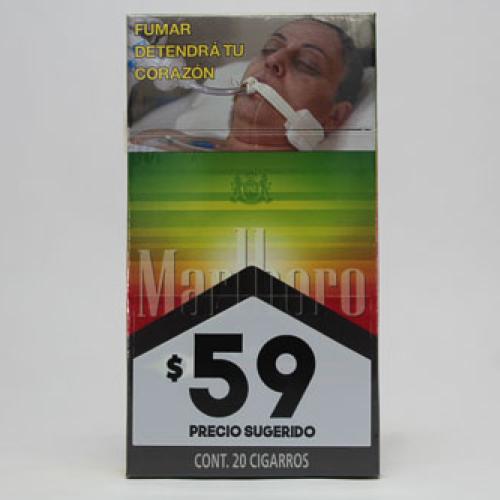 FUMAR
DETENDRÁ TU
CORAZÓN
Marlboro
$59
PRECIO SUGERIDO
CONT. 20 CIGARROS